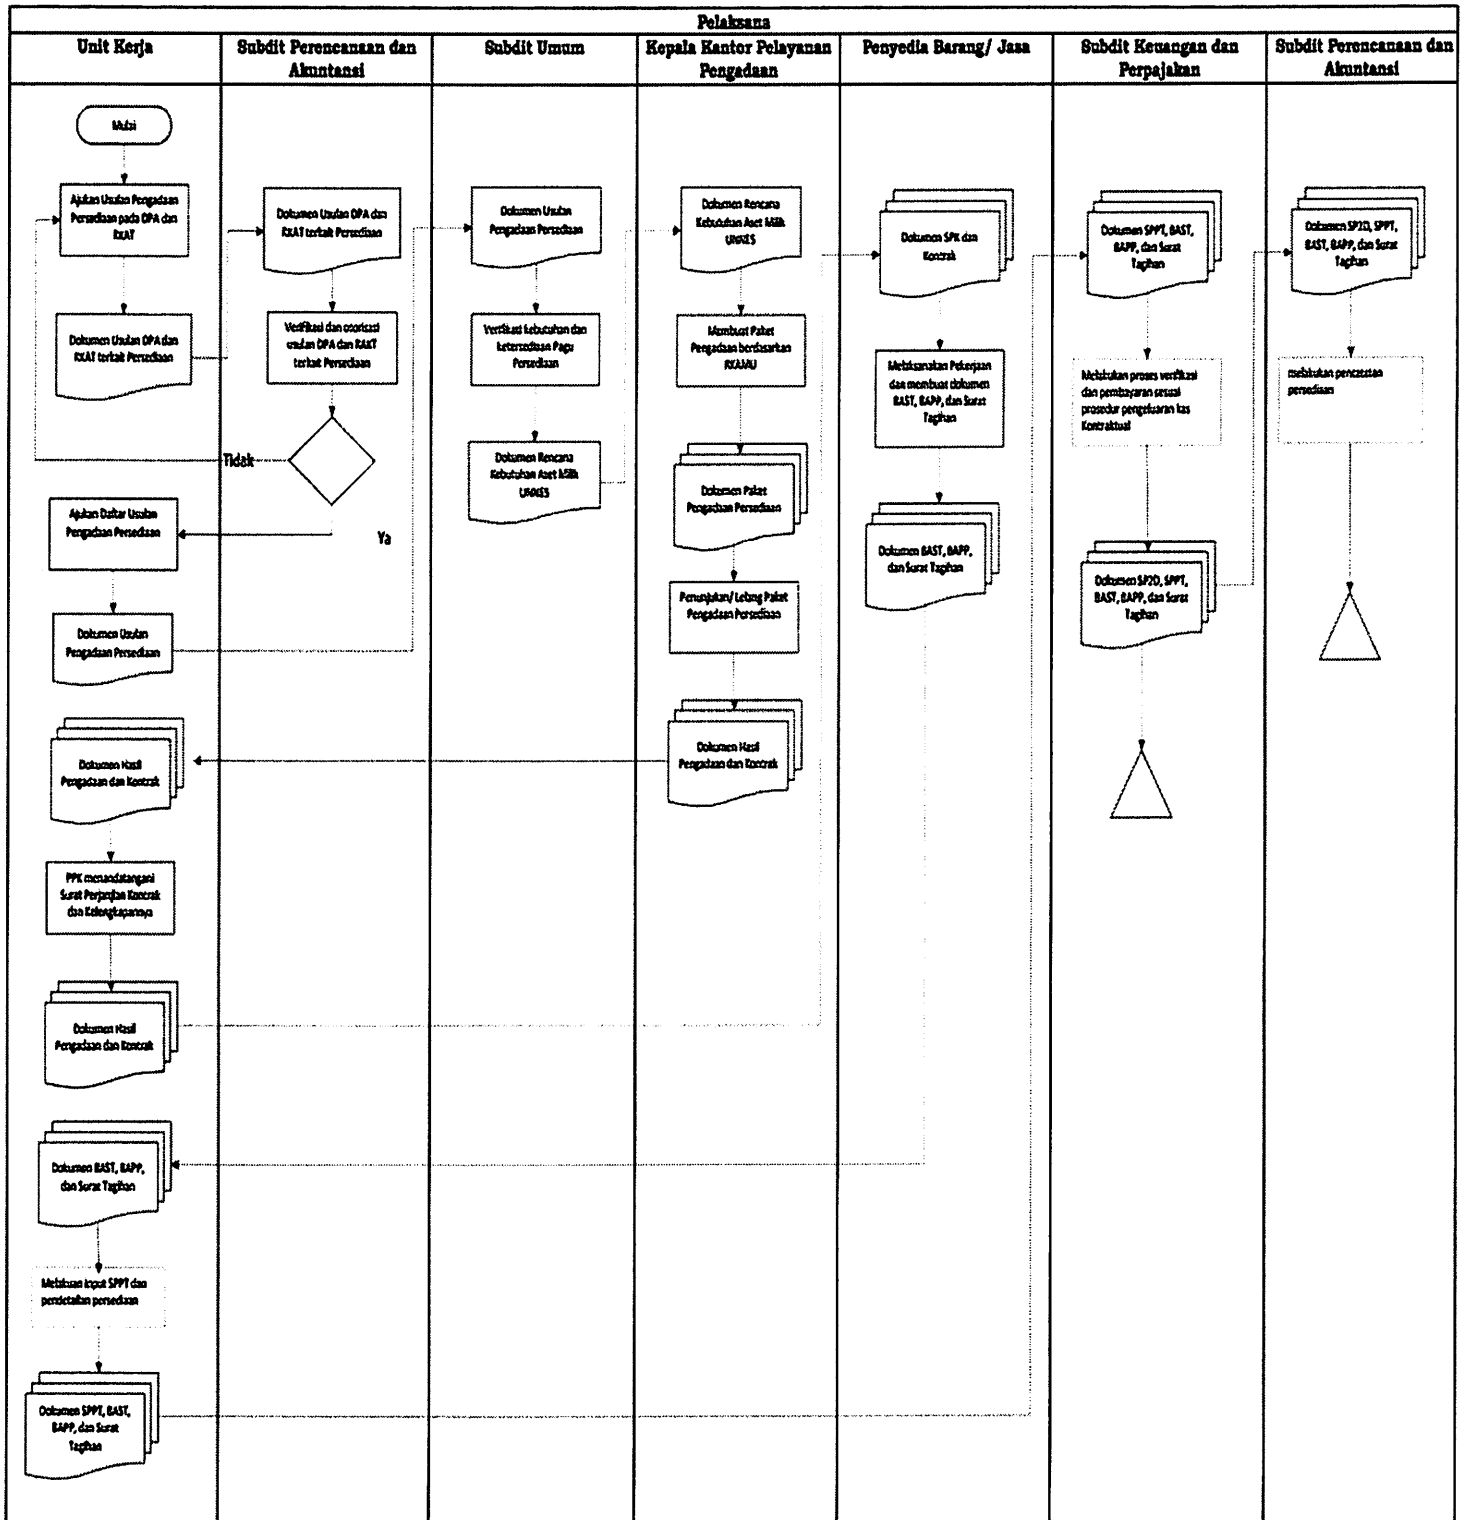 Pelaksana
Unit Kerja
Subdit Perencanaan dan
Akuntansi
Subdit Umum
Kepala Kantor Pelayanan
Pengadaan
Penyedia Barang/ Jasa
Subdit Keuangan dan
Perpajakan
Subdit Perencanaan dan
Akuntansi
Mulai
Ajukan Usulan Pengadaan
Persediaan pada DPA dan
RKAT
Dokumen Usulan DPA dan
RKAT terkait Persediaan
Ajukan Daftar Usulan
Pengadaan Persediaan
Dokumen Usulan
Pengadaan Persediaan
Dokumen Hasil
Pengadaan dan Kontrak
PPK menandatangani
Surat Perjanjian Kontrak
dan Kelengkapannya
Dokumen Hasil
Pengadaan dan Kontrak
Dokumen BAST, BAPP,
dan Surat Tagihan
Melakuan input SPPT dan
pendetailan persediaan
Dokumen SPPT, BAST,
BAPP, dan Surat
Tagihan
Dokumen Usulan DPA dan
RKAT terkait Persediaan
Verifikasi dan otorisasi
usulan DPA dan RAKT
terkait Persediaan
Tidak
Ya
Dokumen Usulan
Pengadaan Persediaan
Verifikasi Kebutuhan dan
Ketersediaan Pagu
Persediaan
Dokumen Rencana
Kebutuhan Aset Milik
UNNES
Dokumen Rencana
Kebutuhan Aset Milik
UNNES
Membuat Paket
Pengadaan berdasarkan
RKAMU
Dokumen Paket
Pengadaan Persediaan
Penunjukan/ Lelang Paket
Pengadaan Persediaan
Dokumen Hasil
Pengadaan dan Kontrak
Dokumen SPK dan
Kontrak
Melaksanakan Pekerjaan
dan membuat dokumen
BAST, BAPP, dan Surat
Tagihan
Dokumen BAST, BAPP,
dan Surat Tagihan
Dokumen SPPT, BAST,
BAPP, dan Surat
Tagihan
Melakukan proses verifikasi
dan pembayaran sesuai
prosedur pengeluaran kas
Kontraktual
Dokumen SP2D, SPPT,
BAST, BAPP, dan Surat
Tagihan
Dokumen SP2D, SPPT,
BAST, BAPP, dan Surat
Tagihan
melakukan pencatatan
persediaan